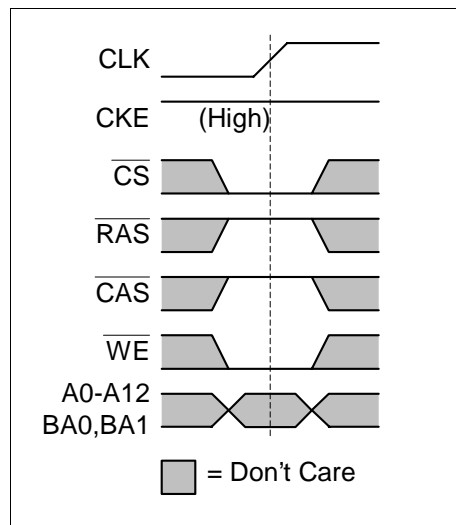 CLK
CKE (High)
CS
RAS
CAS
WE
A0-A12
BA0,BA1
= Don't Care